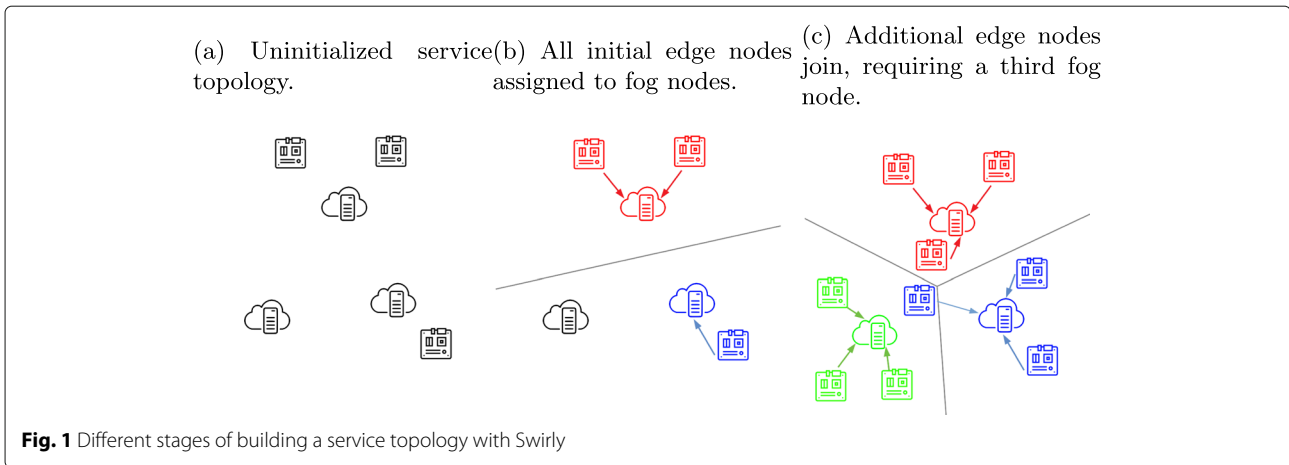 (a) Uninitialized service
topology.
(b) All initial edge nodes
assigned to fog nodes.
(c) Additional edge nodes
join, requiring a third fog
node.
Fig. 1 Different stages of building a service topology with Swirly